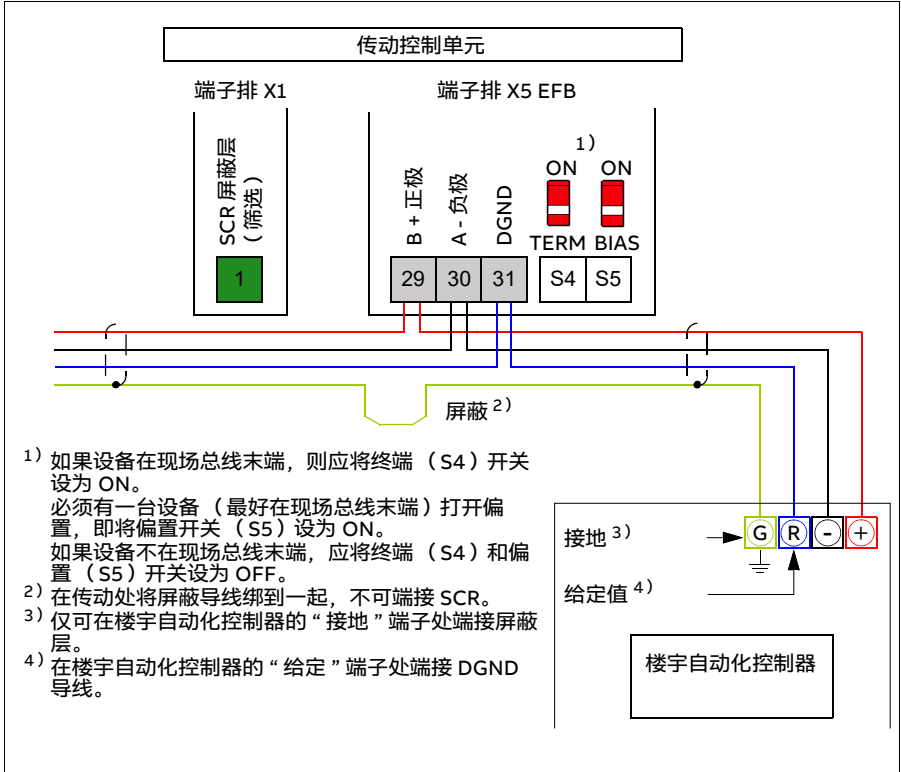 传动控制单元
端子排 X1
端子排 X5 EFB
SCR 屏蔽层
（筛选）
1
B + 正极
A - 负极
DGND
1）
ON
ON
TERM
BIAS
29
30
31
S4
S5
屏蔽 2）
1）如果设备在现场总线末端，则应将终端 （S4）开关
设为 ON。
必须有一台设备 （最好在现场总线末端）打开偏
置，即将偏置开关 （S5）设为 ON。
如果设备不在现场总线末端，应将终端 （S4）和偏
置 （S5）开关设为 OFF。
2）在传动处将屏蔽导线绑到一起，不可端接 SCR。
3）仅可在楼宇自动化控制器的 “ 接地 ” 端子处端接屏蔽
层。
4）在楼宇自动化控制器的 “ 给定 ” 端子处端接 DGND
导线。
接地 3）
G
R
-
+
给定值 4）
楼宇自动化控制器